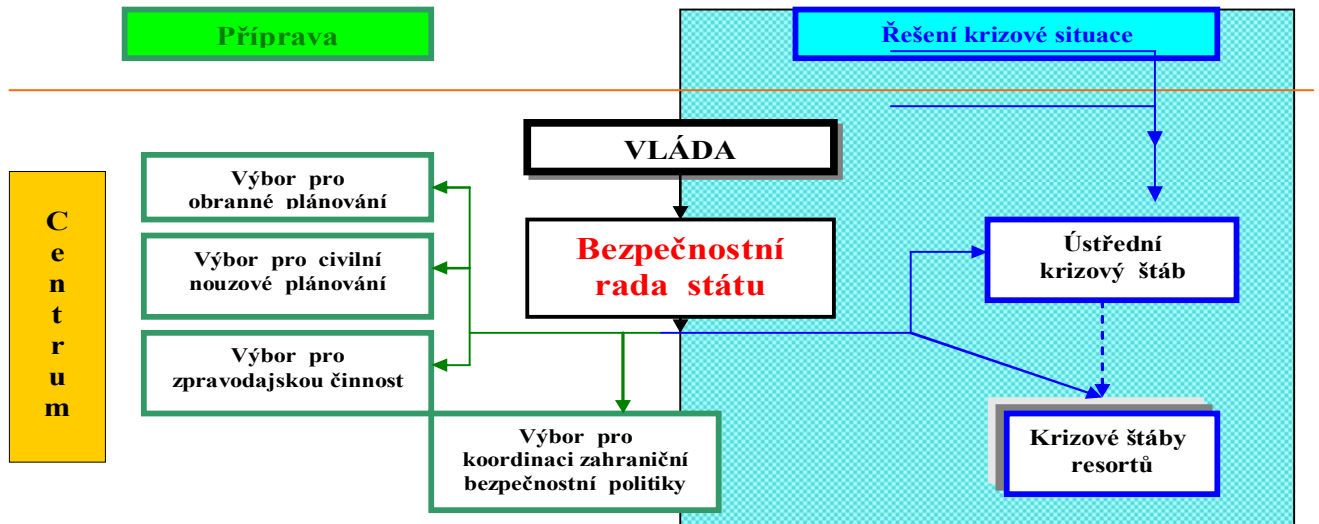 Příprava
Řešení krizové situace
VLÁDA
Výbor pro
obranné plánování
Centrum
Bezpečnostní
rada státu
Ústřední
krizový štáb
Výbor pro civilní
nouzové plánování
Výbor pro
zpravodajskou činnost
Výbor pro
koordinaci zahraniční
bezpečnostní politiky
Krizové štáby
resortů